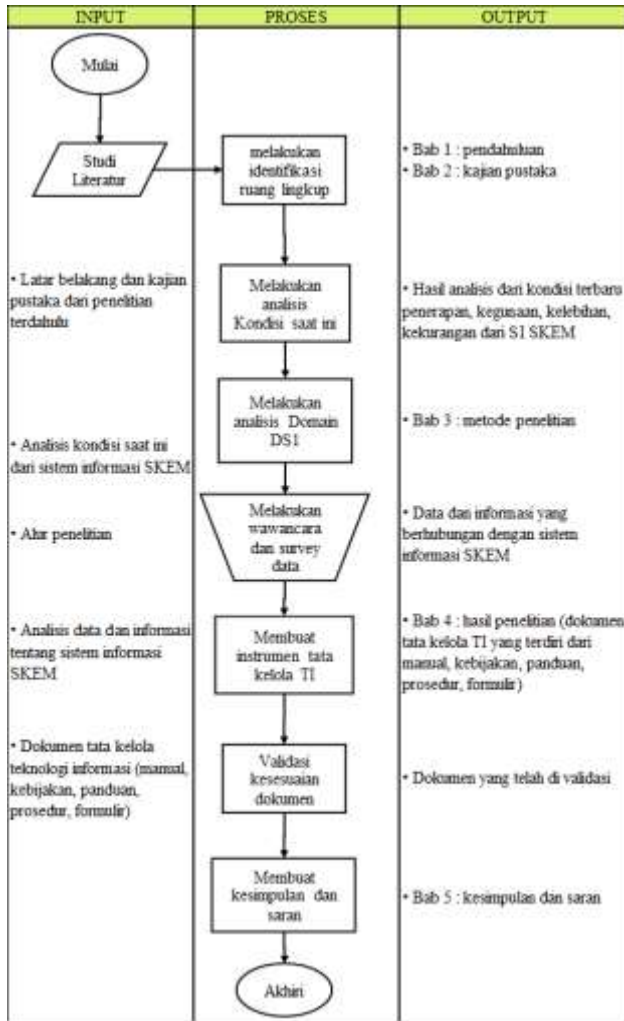 INPUT
PROSES
OUTPUT
Mulai
Studi
Literatur
melakukan
identifikasi
ruang lingkup
• Bab 1 : pendahuluan
• Bab 2 : kajian pustaka
• Latar belakang dan kajian
pustaka dari penelitian
terdahulu
Melakukan
analisis
Kondisi saat ini
• Hasil analisis dari kondisi terbaru
penerapan, kegunaan, kelebihan,
kekurangan dari SI SKEM
Melakukan
analisis Domain
DS1
• Bab 3 : metode penelitian
• Analisis kondisi saat ini
dari sistem informasi SKEM
• Alur penelitian
Melakukan
wawancara
dan survey
data
• Data dan informasi yang
berhubungan dengan sistem
informasi SKEM
• Analisis data dan informasi
tentang sistem informasi
SKEM
Membuat
instrumen tata
kelola TI
• Bab 4 : hasil penelitian (dokumen
tata kelola TI yang terdiri dari
manual, kebijakan, panduan,
prosedur, formulir)
• Dokumen tata kelola
teknologi informasi (manual,
kebijakan, panduan,
prosedur, formulir)
Validasi
kesesuaian
dokumen
• Dokumen yang telah di validasi
Membuat
kesimpulan dan
saran
• Bab 5 : kesimpulan dan saran
Akhiri